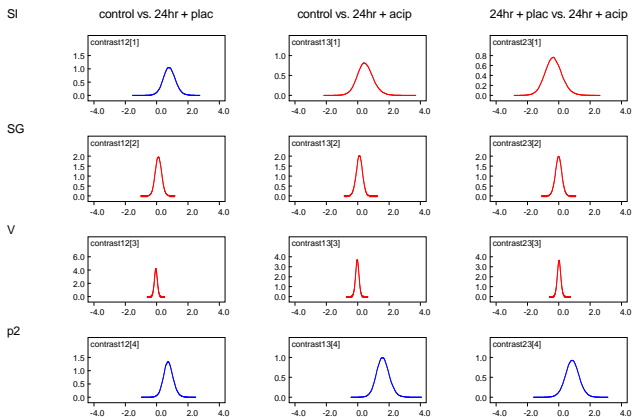 SI control vs. 24hr + plac control vs. 24hr + acip 24hr + plac vs. 24hr + acip
contrast12[1] contrast13[1] contrast23[1]
1.5 1.5 0.8
1.0 1.0 0.6
0.5 0.5 0.4
0.0 0.0 0.2
0.0
-4.0 -2.0 0.0 2.0 4.0 -4.0 -2.0 0.0 2.0 4.0 -4.0 -2.0 0.0 2.0 4.0
SG
contrast12[2] contrast13[2] contrast23[2]
2.0 2.0 2.0
1.5 1.5 1.5
1.0 1.0 1.0
0.5 0.5 0.5
0.0 0.0 0.0
-4.0 -2.0 0.0 2.0 4.0 -4.0 -2.0 0.0 2.0 4.0 -4.0 -2.0 0.0 2.0 4.0
V
contrast12[3] contrast13[3] contrast23[3]
6.0 4.0 4.0
4.0 3.0 3.0
2.0 2.0 2.0
0.0 1.0 1.0
0.0 0.0
-4.0 -2.0 0.0 2.0 4.0 -4.0 -2.0 0.0 2.0 4.0 -4.0 -2.0 0.0 2.0 4.0
p2
contrast12[4] contrast13[4] contrast23[4]
1.5 1.0 1.0
1.0 0.5 0.5
0.5 0.0 0.0
0.0
-4.0 -2.0 0.0 2.0 4.0 -4.0 -2.0 0.0 2.0 4.0 -4.0 -2.0 0.0 2.0 4.0